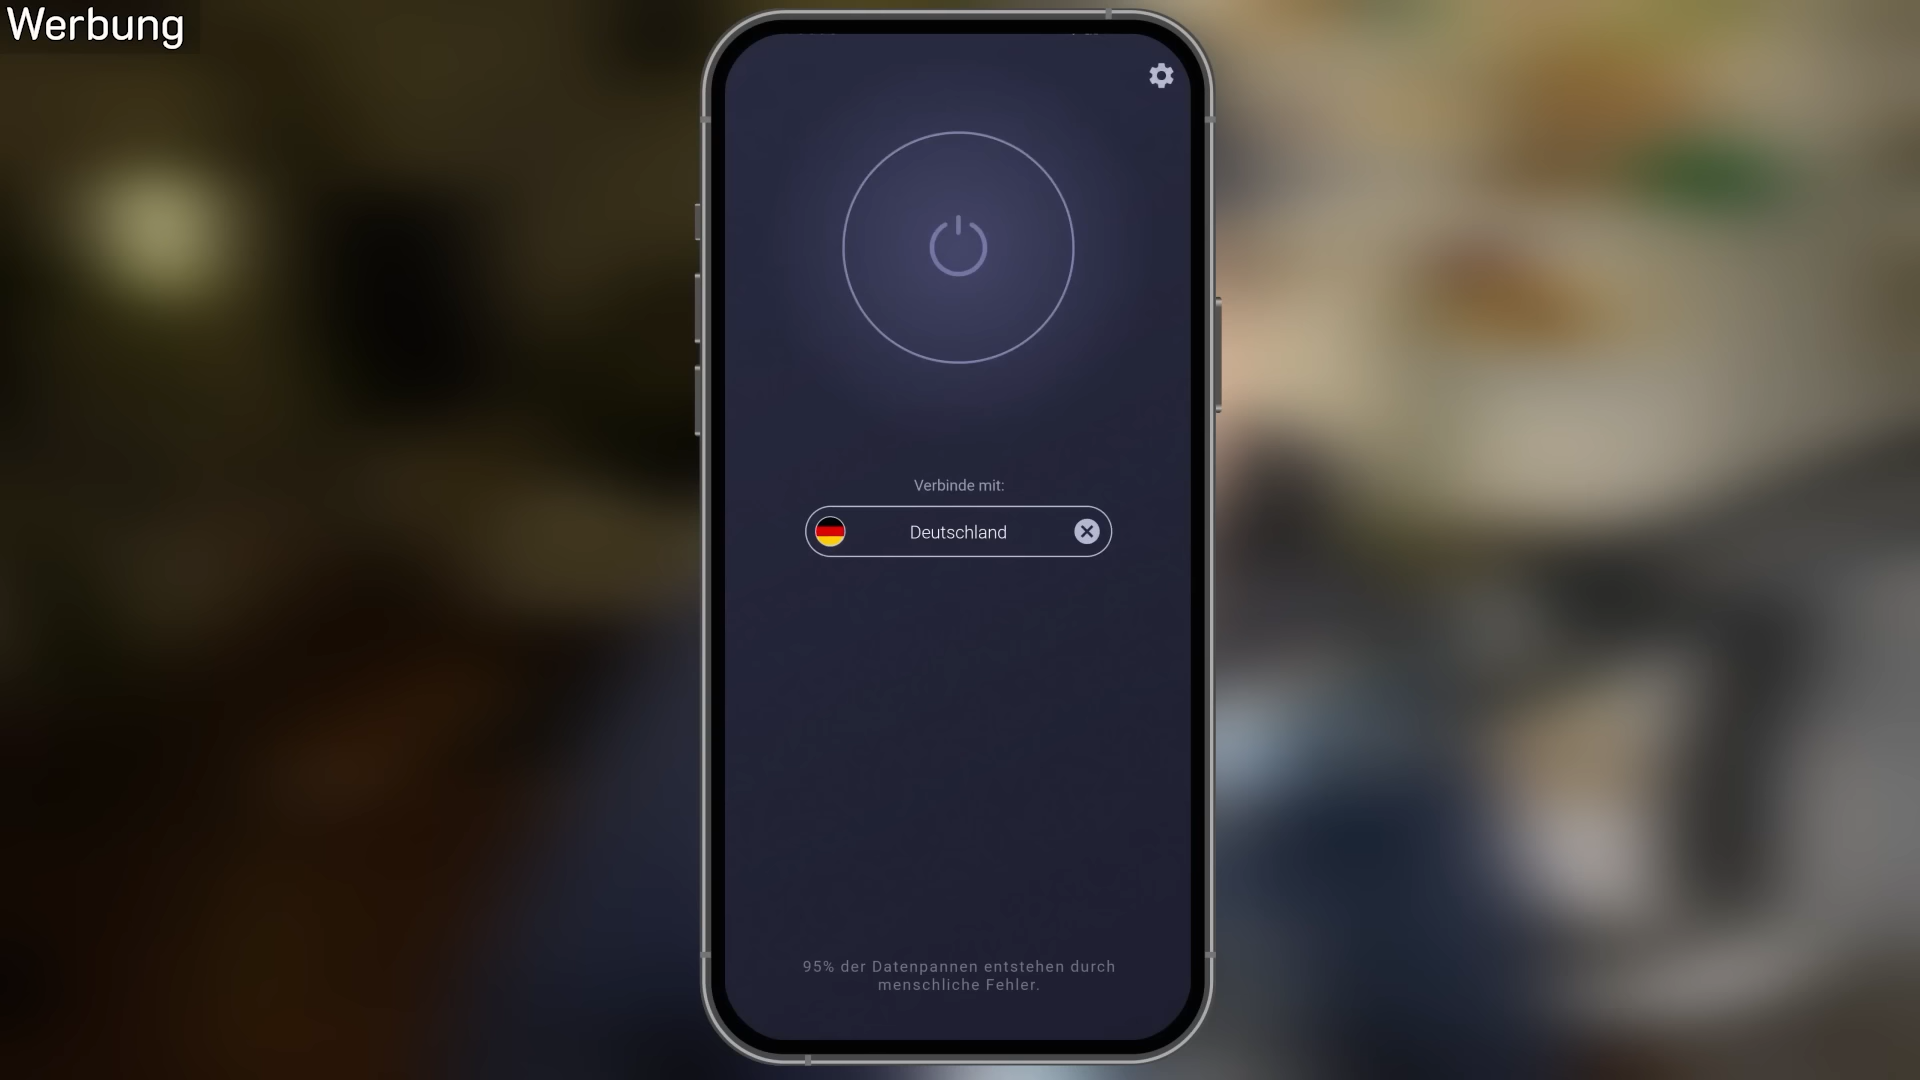 Werbung
Verbinde mit:
Deutschland
95% der Datenpannen entstehen durch
menschliche Fehler.